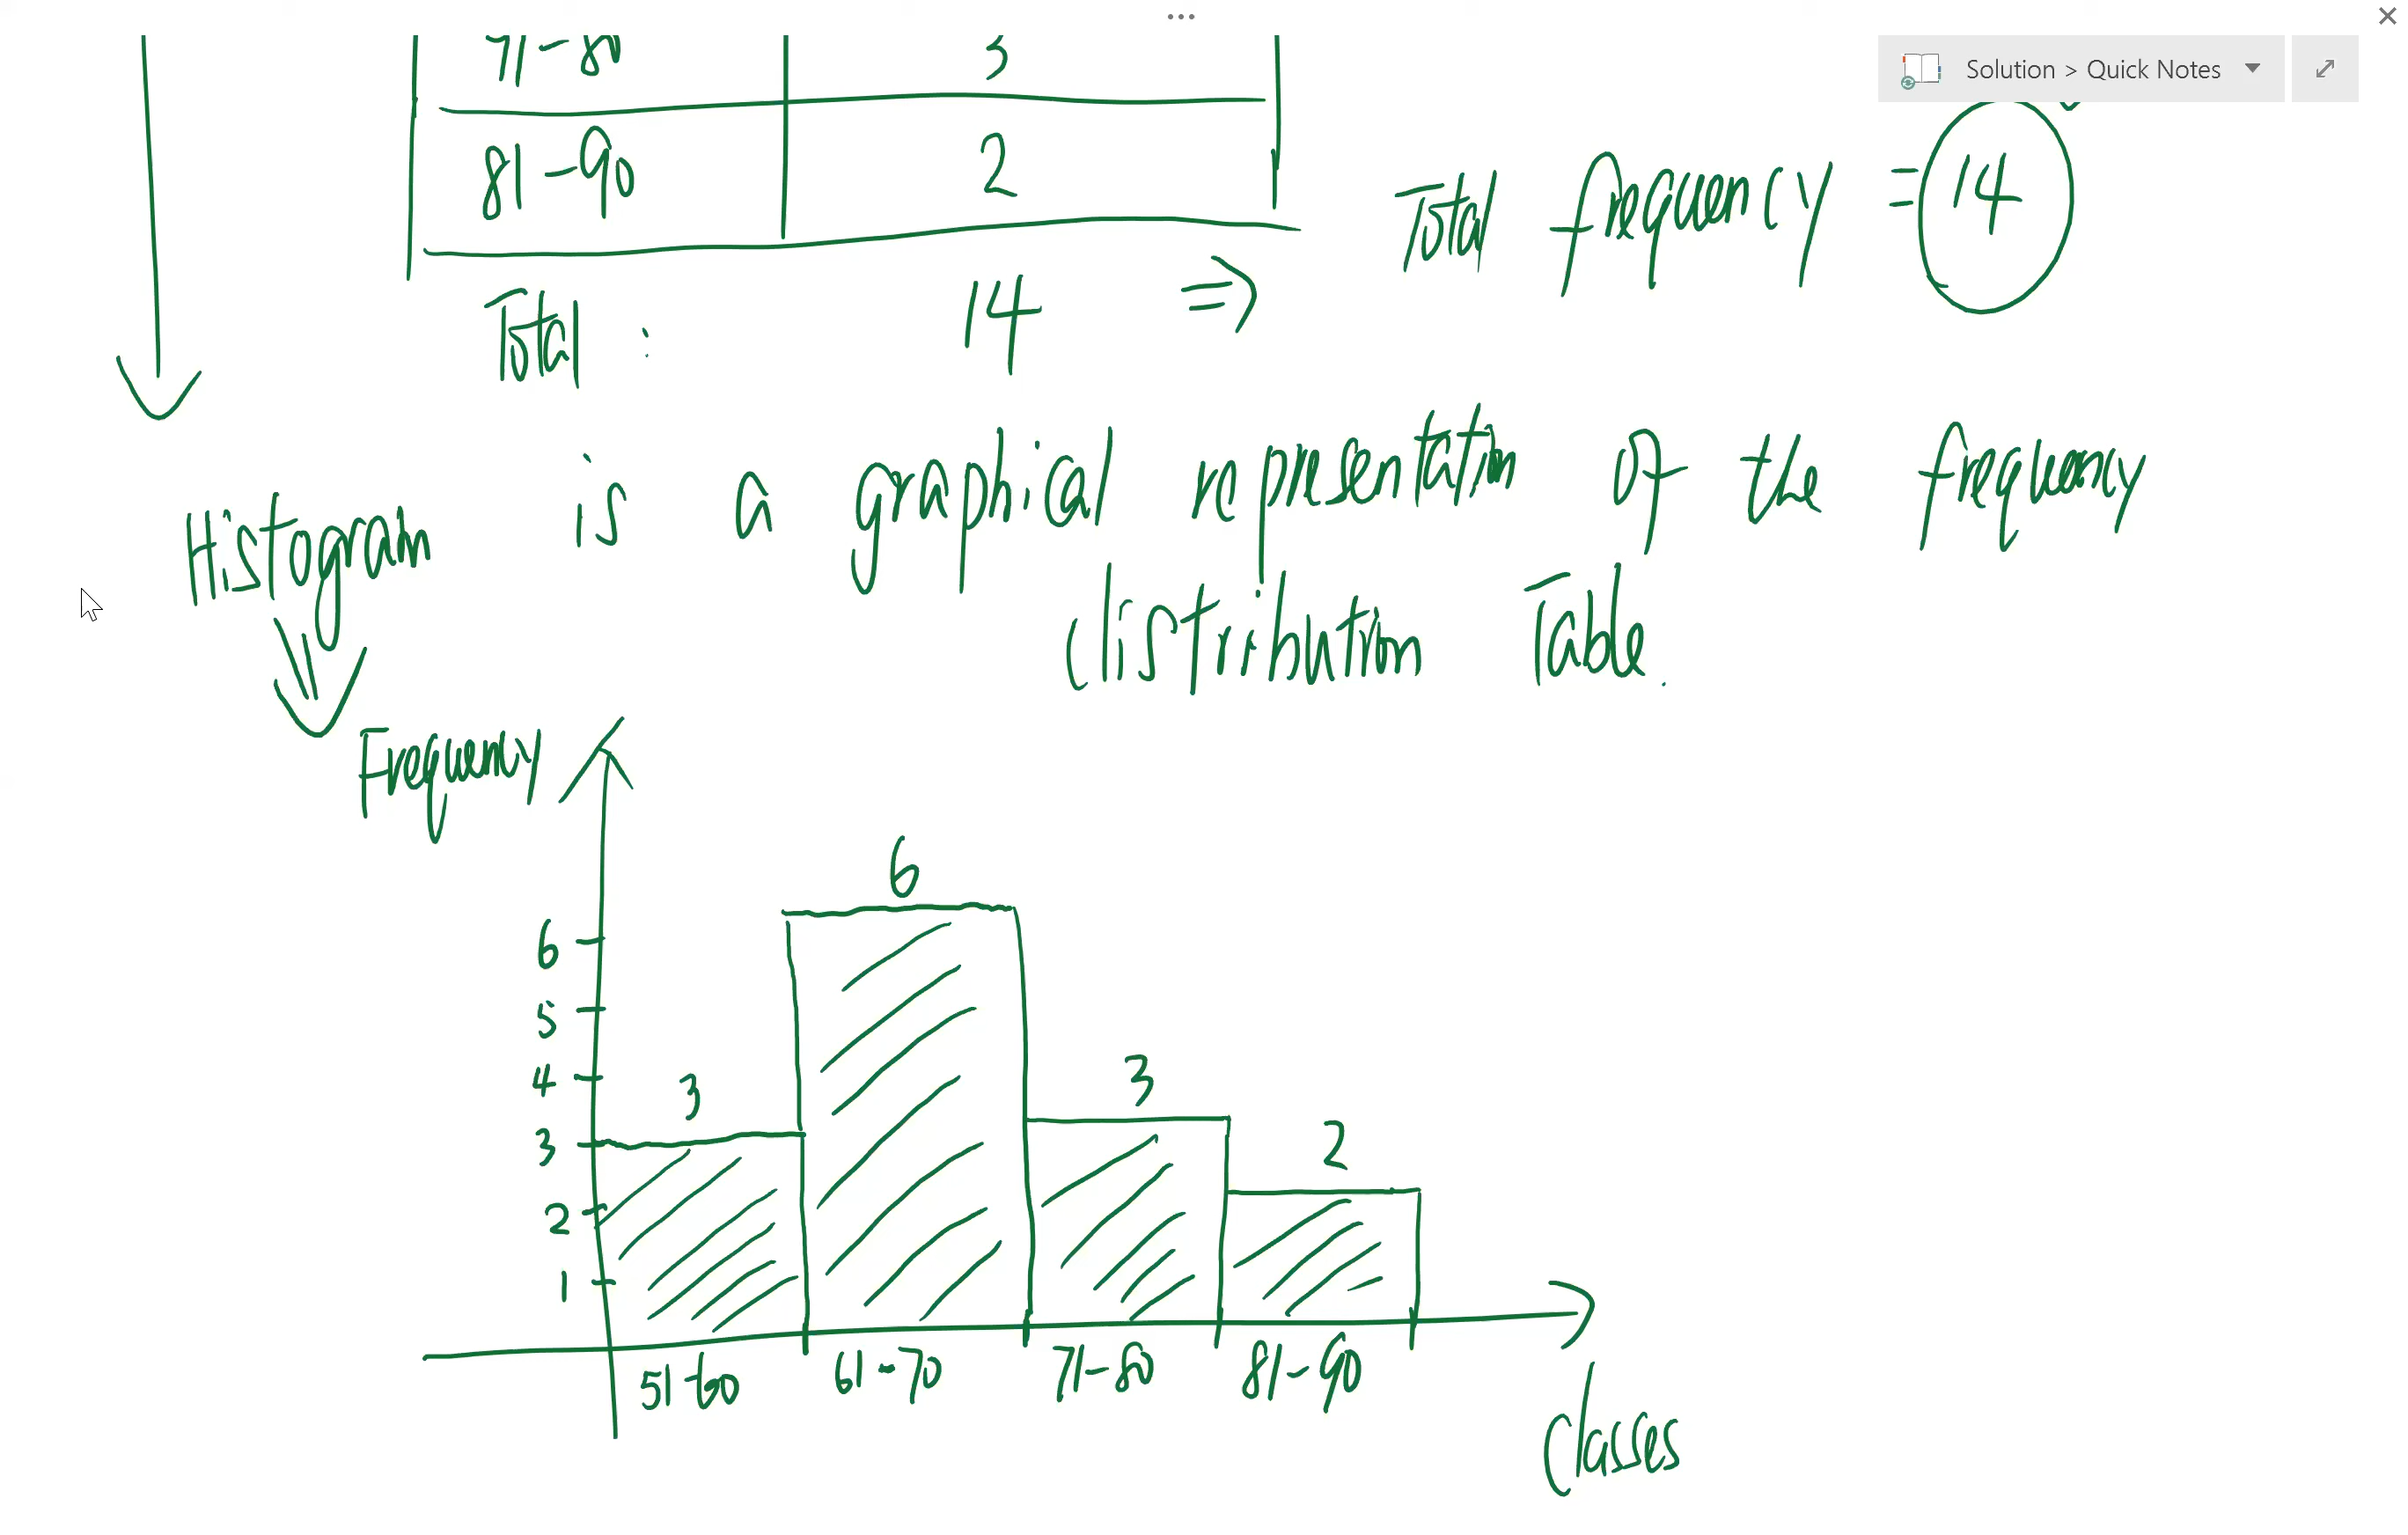 Solution > Quick Notes
71-80 3
81-90 2
Total frequency = 14
Total : 14 ⇒
Histogram is a graphical representation of the frequency
distribution Table.
Frequency
6
6
5
4
3
3
3
2
2
1
51-60 61-70 71-80 81-90
Classes